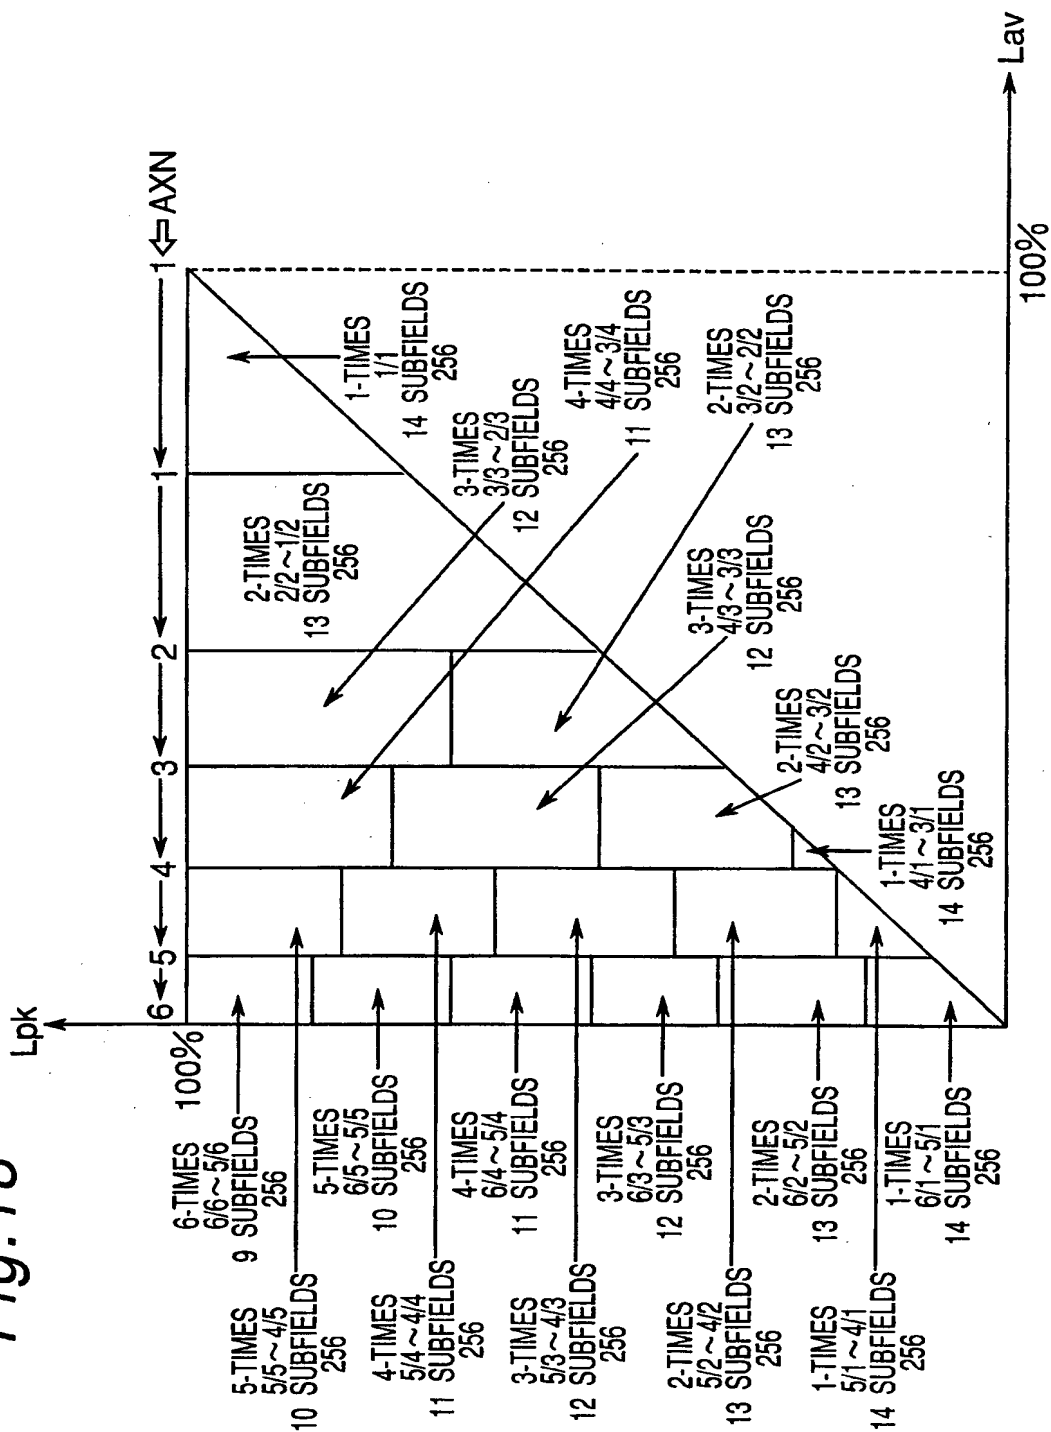 Lpk
100%
6
5
4
3
2
1
1
AXN
6-TIMES
6/6~5/6
9 SUBFIELDS
256
5-TIMES
5/5~4/5
10 SUBFIELDS
256
5-TIMES
6/5~5/5
10 SUBFIELDS
256
4-TIMES
5/4~4/4
11 SUBFIELDS
256
4-TIMES
6/4~5/4
11 SUBFIELDS
256
3-TIMES
5/3~4/3
12 SUBFIELDS
256
3-TIMES
6/3~5/3
12 SUBFIELDS
256
2-TIMES
5/2~4/2
13 SUBFIELDS
256
2-TIMES
6/2~5/2
13 SUBFIELDS
256
1-TIMES
5/1~4/1
14 SUBFIELDS
256
1-TIMES
6/1~5/1
14 SUBFIELDS
256
2-TIMES
2/2~1/2
13 SUBFIELDS
256
1-TIMES
1/1
14 SUBFIELDS
256
3-TIMES
3/3~2/3
12 SUBFIELDS
256
4-TIMES
4/4~3/4
11 SUBFIELDS
256
2-TIMES
3/2~2/2
13 SUBFIELDS
256
3-TIMES
4/3~3/3
12 SUBFIELDS
256
2-TIMES
4/2~3/2
13 SUBFIELDS
256
1-TIMES
4/1~3/1
14 SUBFIELDS
256
100%
Lav